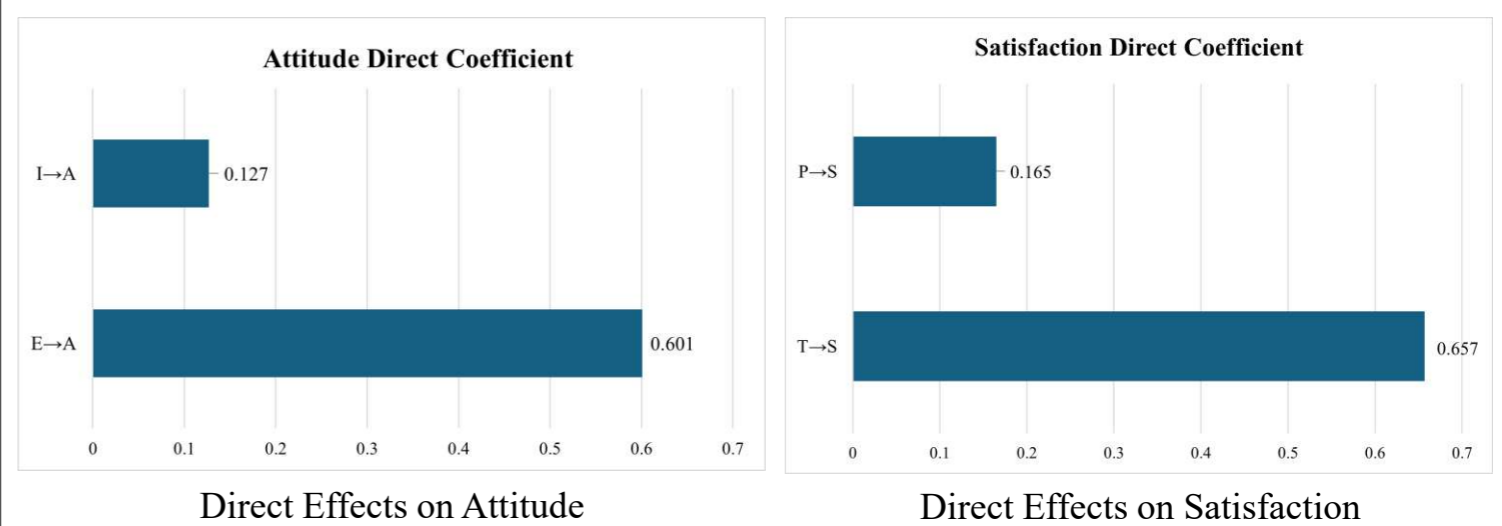 Attitude Direct Coefficient
I→A
0.127
E→A
0.601
0 0.1 0.2 0.3 0.4 0.5 0.6 0.7
Direct Effects on Attitude
Satisfaction Direct Coefficient
P→S
0.165
T→S
0.657
0 0.1 0.2 0.3 0.4 0.5 0.6 0.7
Direct Effects on Satisfaction